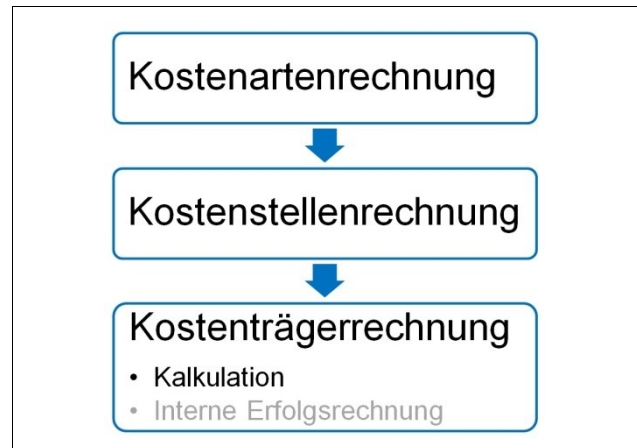 Kostenartenrechnung
Kostenstellenrechnung
Kostenträgerrechnung
• Kalkulation
• Interne Erfolgsrechnung